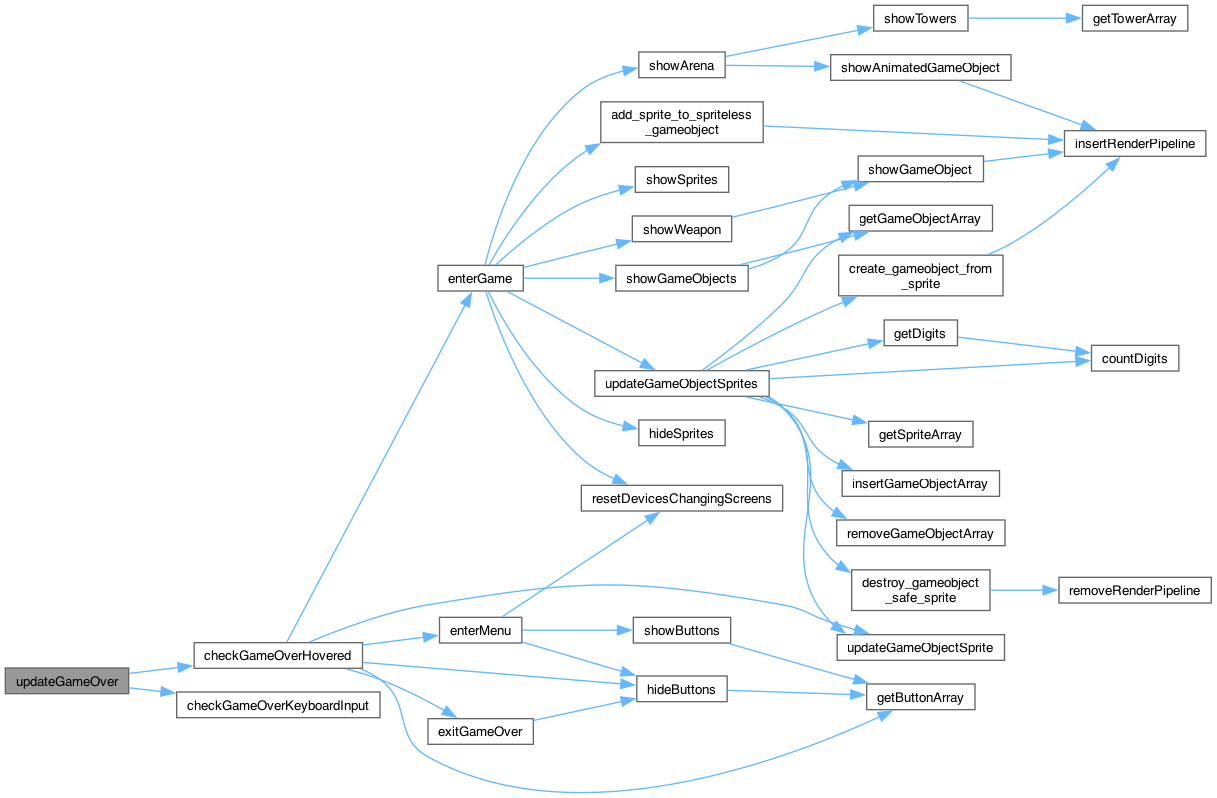 showTowers
getTowerArray
showArena
showAnimatedGameObject
add_sprite_to_spriteless
_gameobject
insertRenderPipeline
showGameObject
showSprites
getGameObjectArray
showWeapon
enterGame
showGameObjects
create_gameobject_from
_sprite
getDigits
countDigits
updateGameObjectSprites
hideSprites
getSpriteArray
insertGameObjectArray
resetDevicesChangingScreens
removeGameObjectArray
destroy_gameobject
_safe_sprite
removeRenderPipeline
enterMenu
showButtons
updateGameObjectSprite
checkGameOverHovered
updateGameOver
hideButtons
getButtonArray
checkGameOverKeyboardInput
exitGameOver